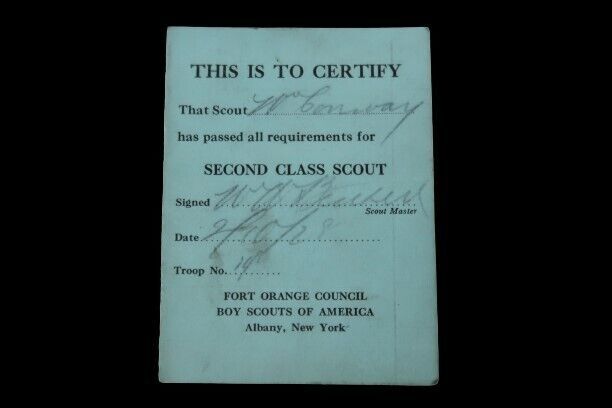 THIS IS TO CERTIFY
That Scout Wm Conway
has passed all requirements for
SECOND CLASS SCOUT
Signed
Scout Master
Date
Troop No. 19
FORT ORANGE COUNCIL
BOY SCOUTS OF AMERICA
Albany, New York